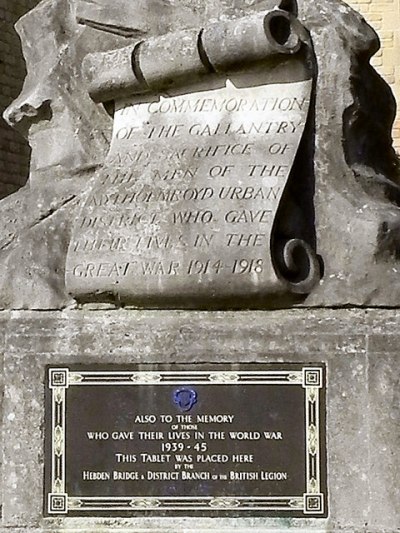 IN COMMEMORATION
OF THE GALLANTRY
AND SACRIFICE OF
THE MEN OF THE
MYTHOLMROYD URBAN
DISTRICT WHO GAVE
THEIR LIVES IN THE
GREAT WAR 1914-1918
ALSO TO THE MEMORY
OF THOSE
WHO GAVE THEIR LIVES IN THE WORLD WAR
1939-45
THIS TABLET WAS PLACED HERE
BY THE
HEBDEN BRIDGE & DISTRICT BRANCH OF THE BRITISH LEGION